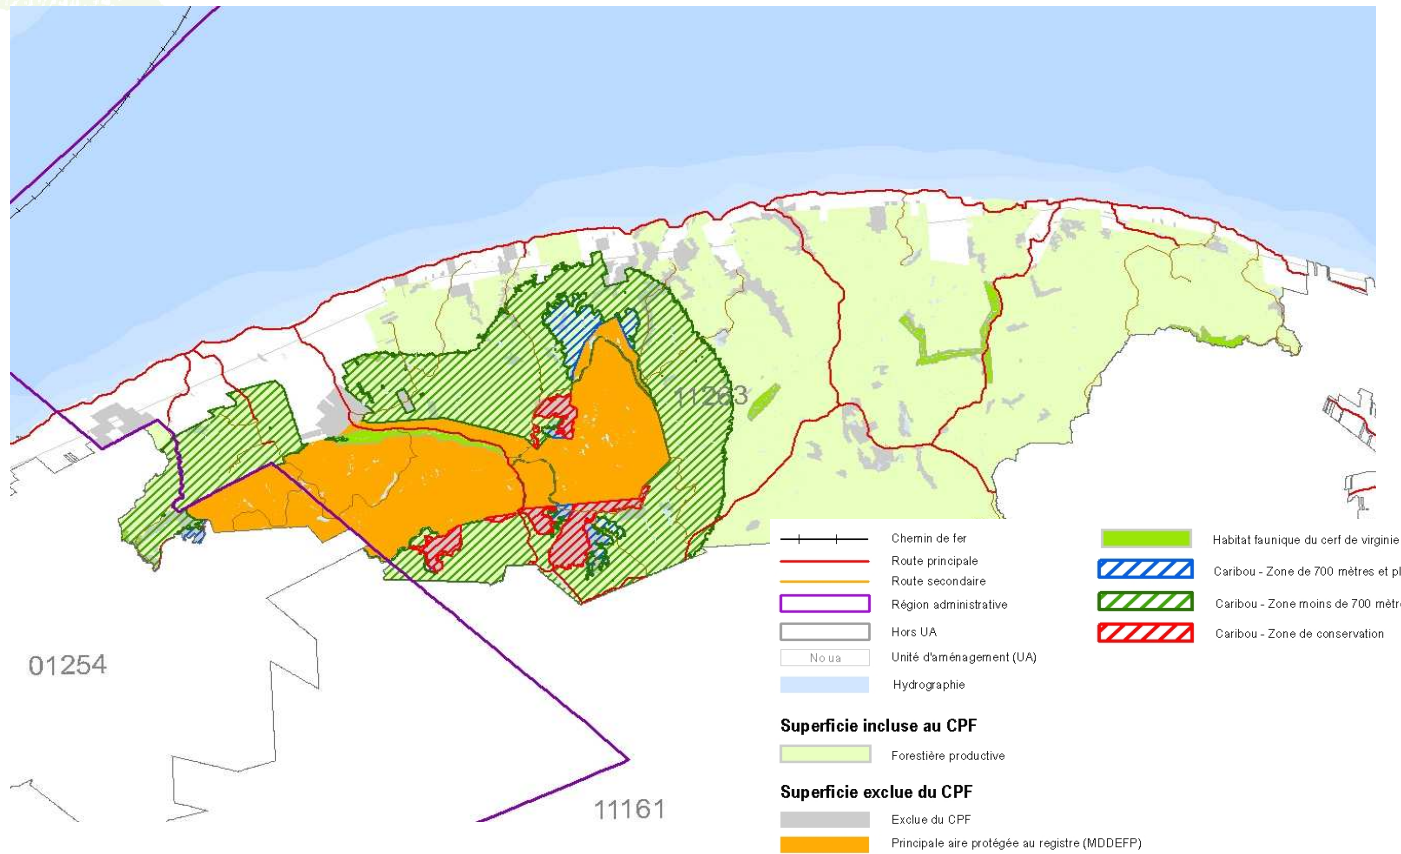 11263
01254
11161
Chemin de fer
Route principale
Route secondaire
Région administrative
Hors UA
No ua
Unité d'aménagement (UA)
Hydrographie
Superficie incluse au CPF
Forestière productive
Superficie exclue du CPF
Exclue du CPF
Principale aire protégée au registre (MDDEFP)
Habitat faunique du cerf de virginie
Caribou - Zone de 700 mètres et pl
Caribou - Zone moins de 700 mètre
Caribou - Zone de conservation